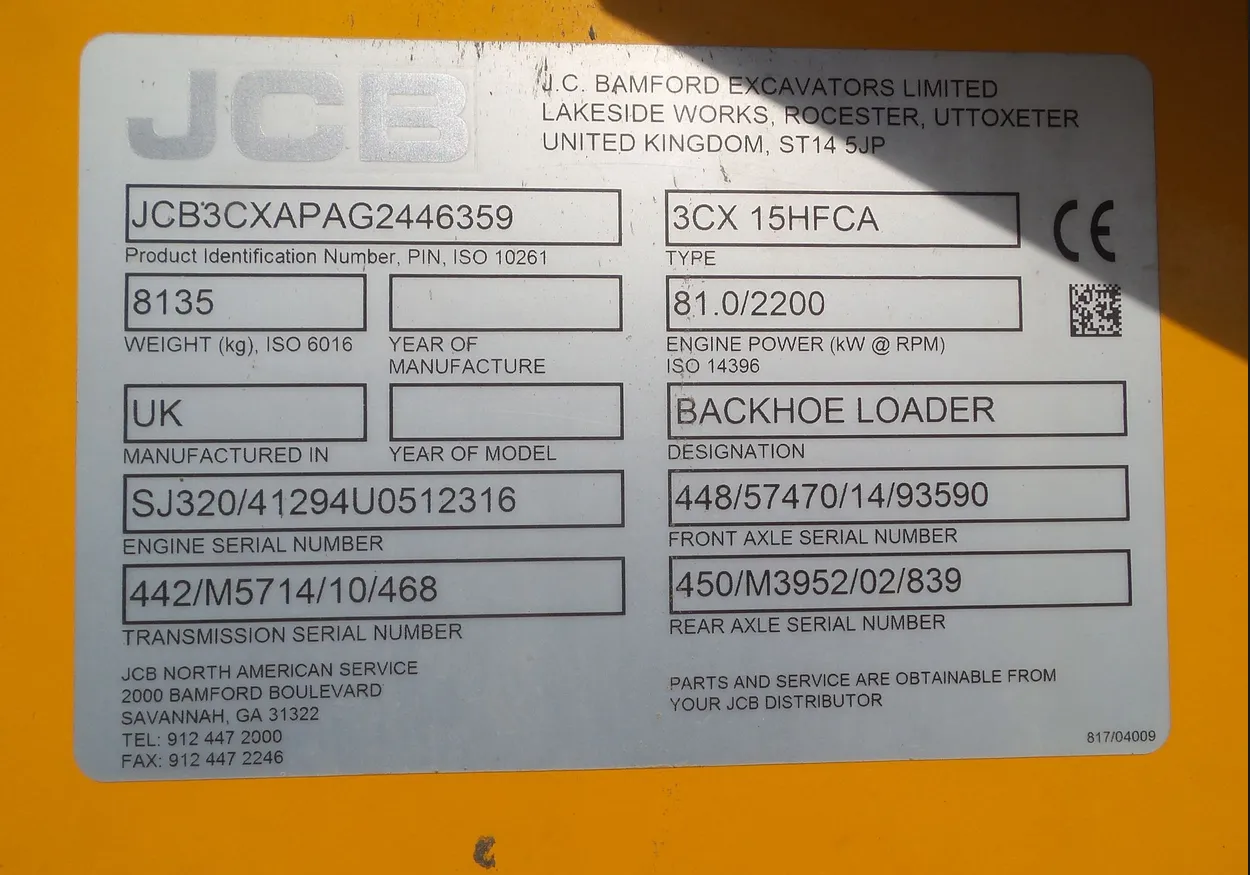 JCB
J.C. BAMFORD EXCAVATORS LIMITED
LAKESIDE WORKS, ROCESTER, UTTOXETER
UNITED KINGDOM, ST14 5JP
JCB3CXAPAG2446359
Product Identification Number, PIN, ISO 10261
3CX 15HFCA
TYPE
CE
8135
WEIGHT (kg), ISO 6016
YEAR OF
MANUFACTURE
81.0/2200
ENGINE POWER (kW @ RPM)
ISO 14396
UK
MANUFACTURED IN
YEAR OF MODEL
BACKHOE LOADER
DESIGNATION
SJ320/41294U0512316
ENGINE SERIAL NUMBER
448/57470/14/93590
FRONT AXLE SERIAL NUMBER
442/M5714/10/468
TRANSMISSION SERIAL NUMBER
450/M3952/02/839
REAR AXLE SERIAL NUMBER
JCB NORTH AMERICAN SERVICE
2000 BAMFORD BOULEVARD
SAVANNAH, GA 31322
TEL: 912 447 2000
FAX: 912 447 2246
PARTS AND SERVICE ARE OBTAINABLE FROM
YOUR JCB DISTRIBUTOR
817/04009